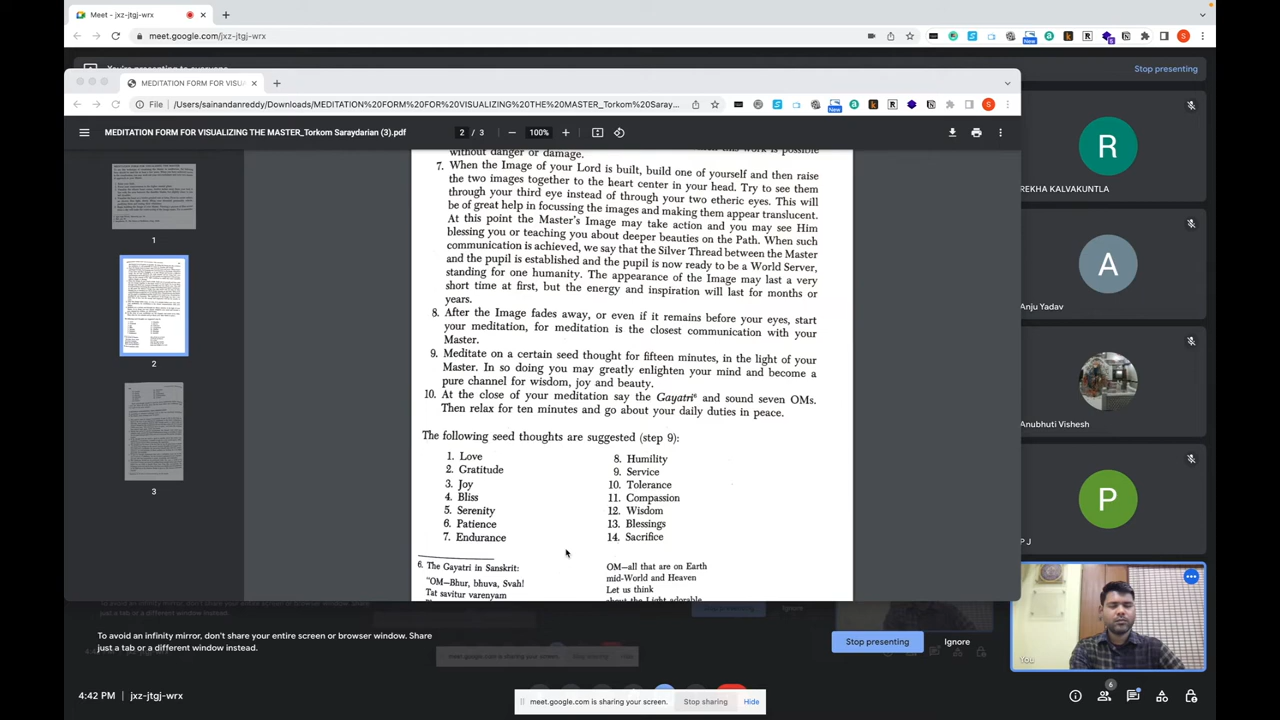 Meet - jxz-jtgj-wrx
meet.google.com/jxz-jtgj-wrx
New
S
Stop presenting
MEDITATION FORM FOR VISUA
File
/Users/sainandanreddy/Downloads/MEDITATION%20FORM%20FOR%20VISUALIZING%20THE%20MASTER_Torkom%20Saray...
New
S
MEDITATION FORM FOR VISUALIZING THE MASTER_Torkom Saraydarian (3).pdf
2 / 3
100%
1
2
3
without danger or damage.
7. When the Image of your Lord is built, build one of yourself and then raise
the two images together to the heart center in your head. Try to see them
through your third eye instead of through your two etheric eyes. This will
be of great help in focussing the images and making them appear translucent.
At this point the Master's Image may take action and you may see Him
blessing you or teaching you about deeper beauties on the Path. When such
communication is achieved, we say that the Silver Thread between the Master
and the pupil is established and the pupil is now ready to be a World Server,
standing for one humanity. The appearance of the Image may last a very
short time at first, but the energy and inspiration will last for months or
years.
8. After the Image fades away, or even if it remains before your eyes, start
your meditation, for meditation is the closest communication with your
Master.
9. Meditate on a certain seed thought for fifteen minutes, in the light of your
Master. In so doing you may greatly enlighten your mind and become a
pure channel for wisdom, joy and beauty.
10. At the close of your meditation say the Gayatri⁶ and sound seven OMs.
Then relax for ten minutes and go about your daily duties in peace.
The following seed thoughts are suggested (step 9):
1. Love
2. Gratitude
3. Joy
4. Bliss
5. Serenity
6. Patience
7. Endurance
8. Humility
9. Service
10. Tolerance
11. Compassion
12. Wisdom
13. Blessings
14. Sacrifice
6. The Gayatri in Sanskrit:
"OM—Bhur, bhuva, Svah!
Tat savitur varenyam
OM—all that are on Earth
mid-World and Heaven
Let us think
about the Light adorable
R
REKHA KALVAKUNTLA
A
Anju Yadav
Anubhuti Vishesh
P
P J
You
To avoid an infinity mirror, don't share your entire screen or browser window. Share
just a tab or a different window instead.
Stop presenting
Ignore
4:42 PM
jxz-jtgj-wrx
meet.google.com is sharing your screen.
Stop sharing
Hide
6